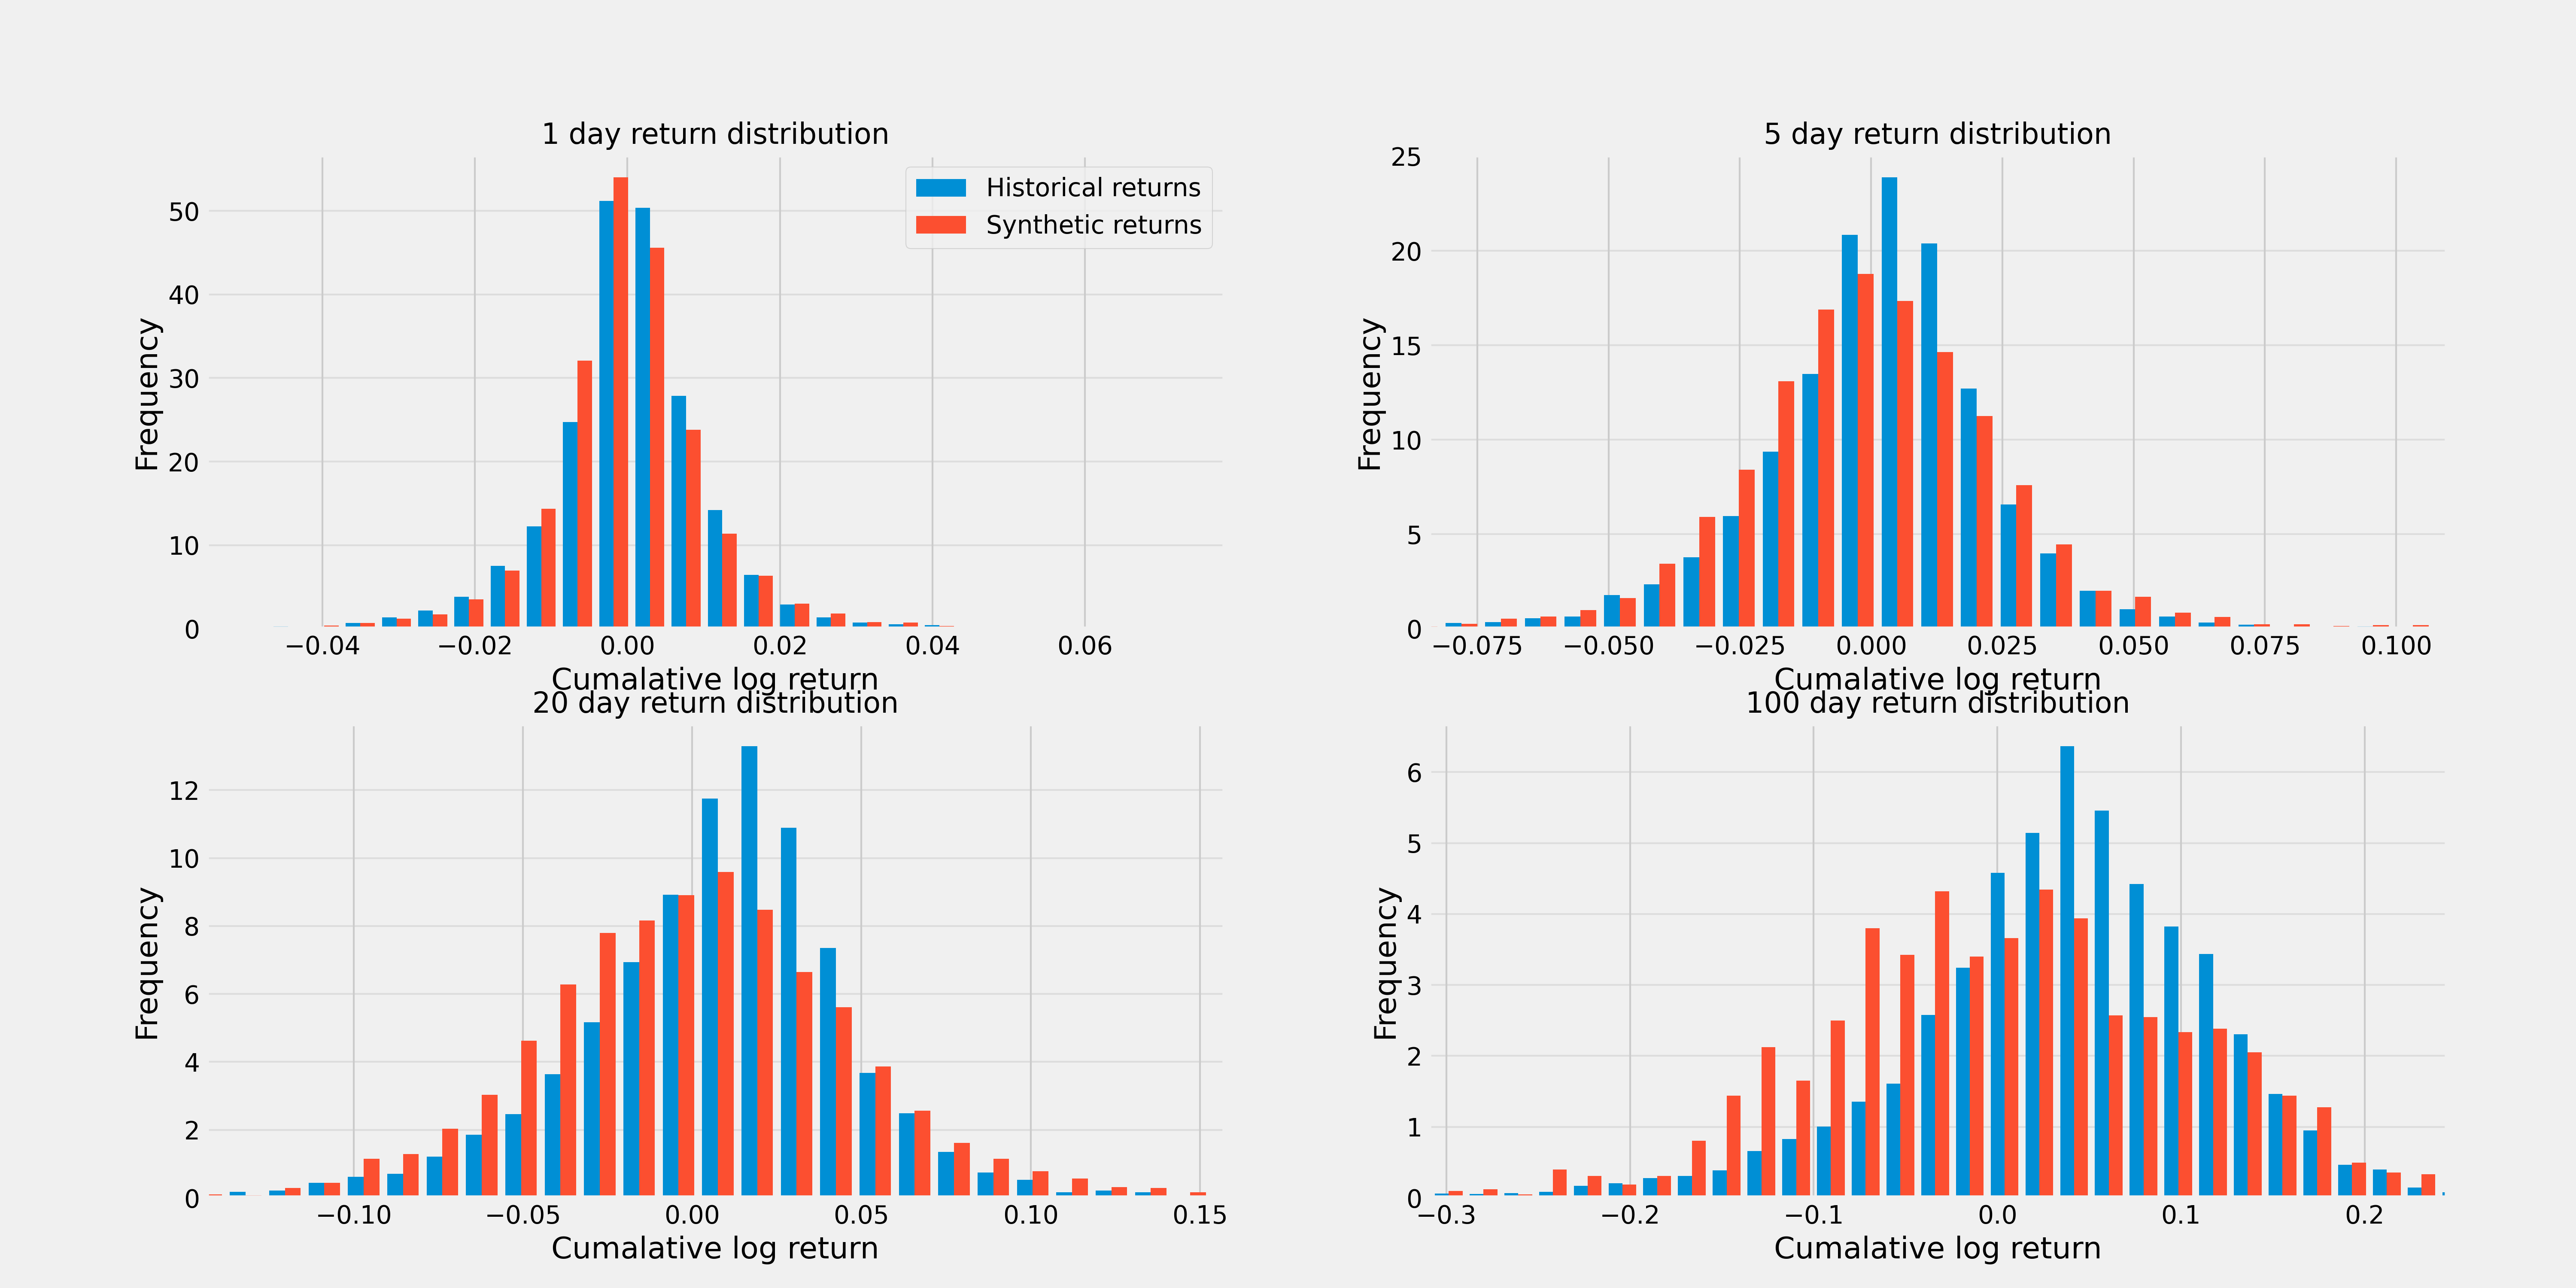 1 day return distribution
Historical returns
Synthetic returns
Frequency
50
40
30
20
10
0
−0.04 −0.02 0.00 0.02 0.04 0.06
Cumalative log return
5 day return distribution
Frequency
25
20
15
10
5
0
−0.075 −0.050 −0.025 0.000 0.025 0.050 0.075 0.100
Cumalative log return
20 day return distribution
Frequency
12
10
8
6
4
2
0
−0.10 −0.05 0.00 0.05 0.10 0.15
Cumalative log return
100 day return distribution
Frequency
6
5
4
3
2
1
0
−0.3 −0.2 −0.1 0.0 0.1 0.2
Cumalative log return